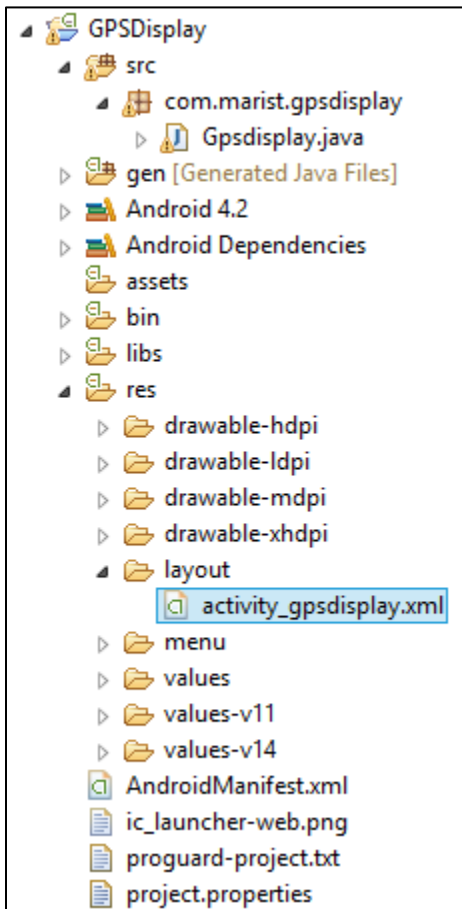 GPSDisplay
src
com.marist.gpsdisplay
Gpsdisplay.java
gen [Generated Java Files]
Android 4.2
Android Dependencies
assets
bin
libs
res
drawable-hdpi
drawable-ldpi
drawable-mdpi
drawable-xhdpi
layout
activity_gpsdisplay.xml
menu
values
values-v11
values-v14
AndroidManifest.xml
ic_launcher-web.png
proguard-project.txt
project.properties